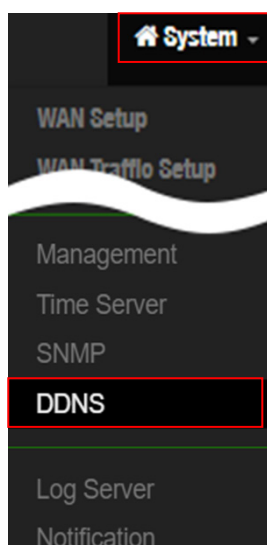 System
WAN Setup
WAN Traffic Setup
Management
Time Server
SNMP
DDNS
Log Server
Notification